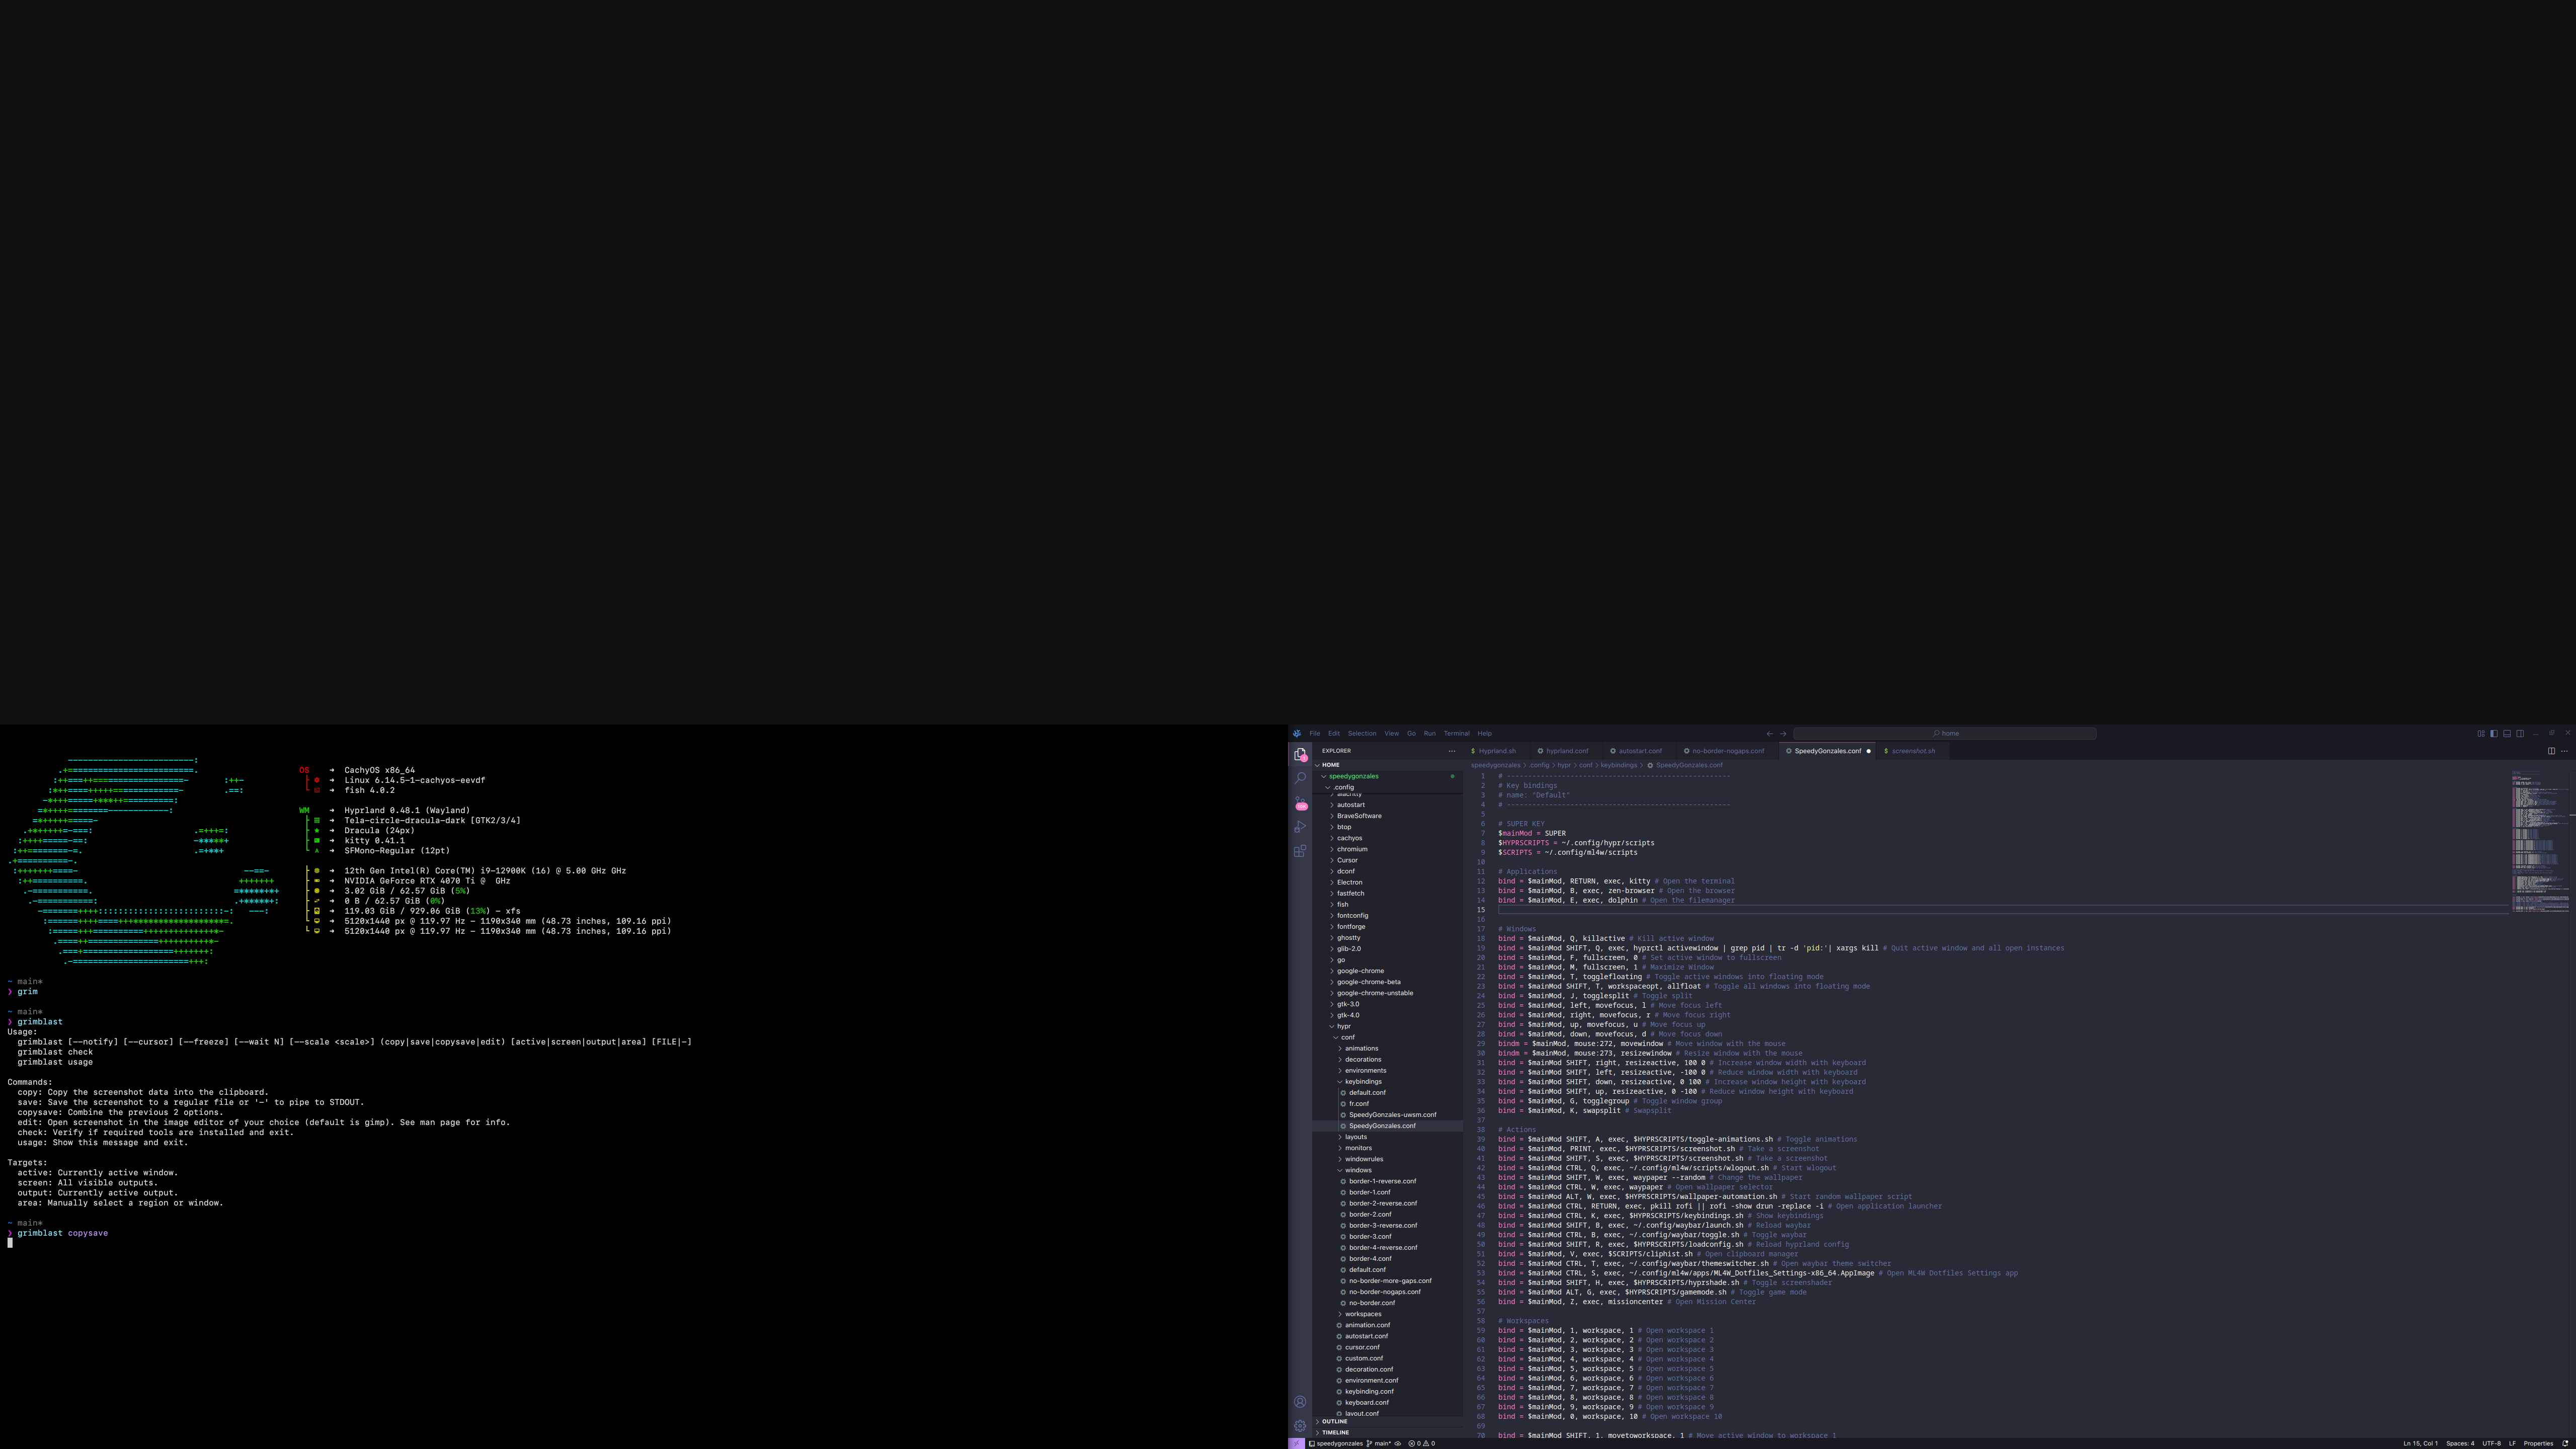 OS ➜ CachyOS x86_64
➜ Linux 6.14.5-1-cachyos-eevdf
➜ fish 4.0.2
WM ➜ Hyprland 0.48.1 (Wayland)
➜ Tela-circle-dracula-dark [GTK2/3/4]
➜ Dracula (24px)
➜ kitty 0.41.1
➜ SFMono-Regular (12pt)
➜ 12th Gen Intel(R) Core(TM) i9-12900K (16) @ 5.00 GHz GHz
➜ NVIDIA GeForce RTX 4070 Ti @  GHz
➜ 3.02 GiB / 62.57 GiB (5%)
➜ 0 B / 62.57 GiB (0%)
➜ 119.03 GiB / 929.06 GiB (13%) - xfs
➜ 5120x1440 px @ 119.97 Hz - 1190x340 mm (48.73 inches, 109.16 ppi)
➜ 5120x1440 px @ 119.97 Hz - 1190x340 mm (48.73 inches, 109.16 ppi)
~ main*
❯ grim
~ main*
❯ grimblast
Usage:
grimblast [--notify] [--cursor] [--freeze] [--wait N] [--scale <scale>] (copy|save|copysave|edit) [active|screen|output|area] [FILE|-]
grimblast check
grimblast usage
Commands:
copy: Copy the screenshot data into the clipboard.
save: Save the screenshot to a regular file or '-' to pipe to STDOUT.
copysave: Combine the previous 2 options.
edit: Open screenshot in the image editor of your choice (default is gimp). See man page for info.
check: Verify if required tools are installed and exit.
usage: Show this message and exit.
Targets:
active: Currently active window.
screen: All visible outputs.
output: Currently active output.
area: Manually select a region or window.
~ main*
❯ grimblast copysave
File Edit Selection View Go Run Terminal Help
home
EXPLORER
HOME
speedygonzales
.config
alacritty
autostart
BraveSoftware
btop
cachyos
chromium
Cursor
dconf
Electron
fastfetch
fish
fontconfig
fontforge
ghostty
glib-2.0
go
google-chrome
google-chrome-beta
google-chrome-unstable
gtk-3.0
gtk-4.0
hypr
conf
animations
decorations
environments
keybindings
default.conf
fr.conf
SpeedyGonzales-uwsm.conf
SpeedyGonzales.conf
layouts
monitors
windowrules
windows
border-1-reverse.conf
border-1.conf
border-2-reverse.conf
border-2.conf
border-3-reverse.conf
border-3.conf
border-4-reverse.conf
border-4.conf
default.conf
no-border-more-gaps.conf
no-border-nogaps.conf
no-border.conf
workspaces
animation.conf
autostart.conf
cursor.conf
custom.conf
decoration.conf
environment.conf
keybinding.conf
keyboard.conf
layout.conf
OUTLINE
TIMELINE
Hyprland.sh hyprland.conf autostart.conf no-border-nogaps.conf SpeedyGonzales.conf screenshot.sh
speedygonzales > .config > hypr > conf > keybindings > SpeedyGonzales.conf
1 # -----------------------------------------------------
2 # Key bindings
3 # name: "Default"
4 # -----------------------------------------------------
5
6 # SUPER KEY
7 $mainMod = SUPER
8 $HYPRSCRIPTS = ~/.config/hypr/scripts
9 $SCRIPTS = ~/.config/ml4w/scripts
10
11 # Applications
12 bind = $mainMod, RETURN, exec, kitty # Open the terminal
13 bind = $mainMod, B, exec, zen-browser # Open the browser
14 bind = $mainMod, E, exec, dolphin # Open the filemanager
15
16
17 # Windows
18 bind = $mainMod, Q, killactive # Kill active window
19 bind = $mainMod SHIFT, Q, exec, hyprctl activewindow | grep pid | tr -d 'pid:'| xargs kill # Quit active window and all open instances
20 bind = $mainMod, F, fullscreen, 0 # Set active window to fullscreen
21 bind = $mainMod, M, fullscreen, 1 # Maximize Window
22 bind = $mainMod, T, togglefloating # Toggle active windows into floating mode
23 bind = $mainMod SHIFT, T, workspaceopt, allfloat # Toggle all windows into floating mode
24 bind = $mainMod, J, togglesplit # Toggle split
25 bind = $mainMod, left, movefocus, l # Move focus left
26 bind = $mainMod, right, movefocus, r # Move focus right
27 bind = $mainMod, up, movefocus, u # Move focus up
28 bind = $mainMod, down, movefocus, d # Move focus down
29 bindm = $mainMod, mouse:272, movewindow # Move window with the mouse
30 bindm = $mainMod, mouse:273, resizewindow # Resize window with the mouse
31 bind = $mainMod SHIFT, right, resizeactive, 100 0 # Increase window width with keyboard
32 bind = $mainMod SHIFT, left, resizeactive, -100 0 # Reduce window width with keyboard
33 bind = $mainMod SHIFT, down, resizeactive, 0 100 # Increase window height with keyboard
34 bind = $mainMod SHIFT, up, resizeactive, 0 -100 # Reduce window height with keyboard
35 bind = $mainMod, G, togglegroup # Toggle window group
36 bind = $mainMod, K, swapsplit # Swapsplit
37
38 # Actions
39 bind = $mainMod SHIFT, A, exec, $HYPRSCRIPTS/toggle-animations.sh # Toggle animations
40 bind = $mainMod, PRINT, exec, $HYPRSCRIPTS/screenshot.sh # Take a screenshot
41 bind = $mainMod SHIFT, S, exec, $HYPRSCRIPTS/screenshot.sh # Take a screenshot
42 bind = $mainMod CTRL, Q, exec, ~/.config/ml4w/scripts/wlogout.sh # Start wlogout
43 bind = $mainMod SHIFT, W, exec, waypaper --random # Change the wallpaper
44 bind = $mainMod CTRL, W, exec, waypaper # Open wallpaper selector
45 bind = $mainMod ALT, W, exec, $HYPRSCRIPTS/wallpaper-automation.sh # Start random wallpaper script
46 bind = $mainMod CTRL, RETURN, exec, pkill rofi || rofi -show drun -replace -i # Open application launcher
47 bind = $mainMod CTRL, K, exec, $HYPRSCRIPTS/keybindings.sh # Show keybindings
48 bind = $mainMod SHIFT, B, exec, ~/.config/waybar/launch.sh # Reload waybar
49 bind = $mainMod CTRL, B, exec, ~/.config/waybar/toggle.sh # Toggle waybar
50 bind = $mainMod SHIFT, R, exec, $HYPRSCRIPTS/loadconfig.sh # Reload hyprland config
51 bind = $mainMod, V, exec, $SCRIPTS/cliphist.sh # Open clipboard manager
52 bind = $mainMod CTRL, T, exec, ~/.config/waybar/themeswitcher.sh # Open waybar theme switcher
53 bind = $mainMod CTRL, S, exec, ~/.config/ml4w/apps/ML4W_Dotfiles_Settings-x86_64.AppImage # Open ML4W Dotfiles Settings app
54 bind = $mainMod SHIFT, H, exec, $HYPRSCRIPTS/hyprshade.sh # Toggle screenshader
55 bind = $mainMod ALT, G, exec, $HYPRSCRIPTS/gamemode.sh # Toggle game mode
56 bind = $mainMod, Z, exec, missioncenter # Open Mission Center
57
58 # Workspaces
59 bind = $mainMod, 1, workspace, 1 # Open workspace 1
60 bind = $mainMod, 2, workspace, 2 # Open workspace 2
61 bind = $mainMod, 3, workspace, 3 # Open workspace 3
62 bind = $mainMod, 4, workspace, 4 # Open workspace 4
63 bind = $mainMod, 5, workspace, 5 # Open workspace 5
64 bind = $mainMod, 6, workspace, 6 # Open workspace 6
65 bind = $mainMod, 7, workspace, 7 # Open workspace 7
66 bind = $mainMod, 8, workspace, 8 # Open workspace 8
67 bind = $mainMod, 9, workspace, 9 # Open workspace 9
68 bind = $mainMod, 0, workspace, 10 # Open workspace 10
69
70 bind = $mainMod SHIFT, 1, movetoworkspace, 1 # Move active window to workspace 1
speedygonzales main* 0 0
Ln 15, Col 1 Spaces: 4 UTF-8 LF Properties